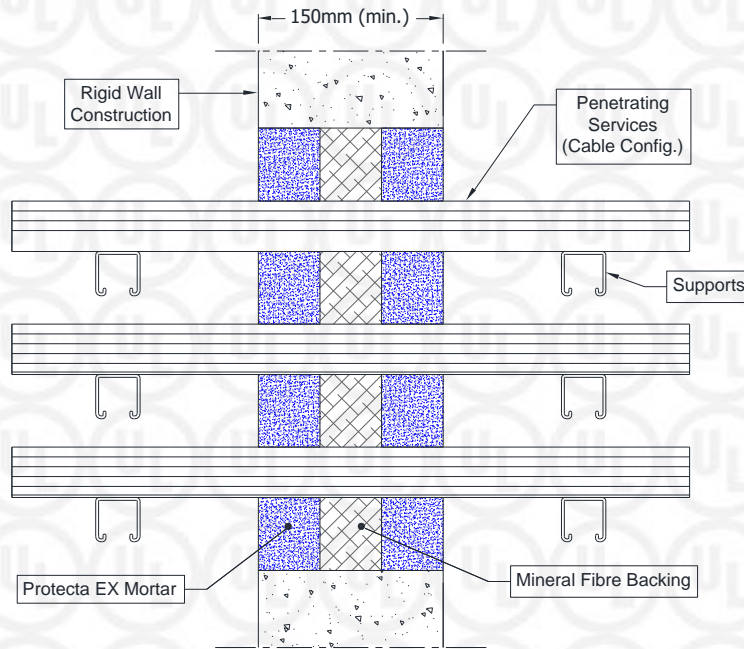 150mm (min.)
Rigid Wall
Construction
Penetrating
Services
(Cable Config.)
Supports
Protecta EX Mortar
Mineral Fibre Backing